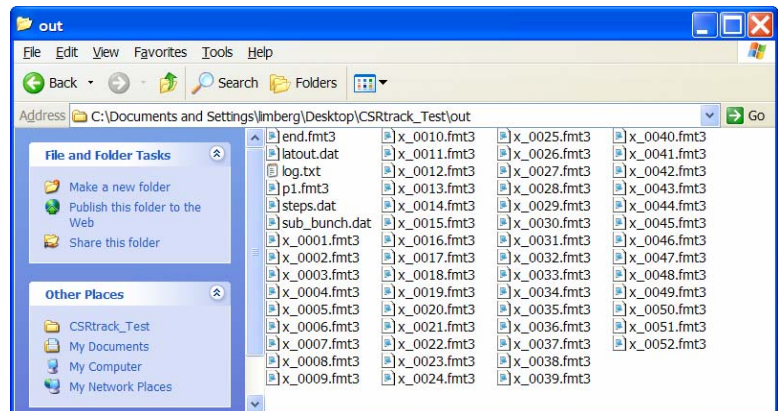 out
File Edit View Favorites Tools Help
Back Search Folders
Address C:\Documents and Settings\limberg\Desktop\CSRtrack_Test\out Go
File and Folder Tasks
Make a new folder
Publish this folder to the
Web
Share this folder
Other Places
CSRtrack_Test
My Documents
My Computer
My Network Places
end.fmt3 x_0010.fmt3 x_0025.fmt3 x_0040.fmt3
latout.dat x_0011.fmt3 x_0026.fmt3 x_0041.fmt3
log.txt x_0012.fmt3 x_0027.fmt3 x_0042.fmt3
p1.fmt3 x_0013.fmt3 x_0028.fmt3 x_0043.fmt3
steps.dat x_0014.fmt3 x_0029.fmt3 x_0044.fmt3
sub_bunch.dat x_0015.fmt3 x_0030.fmt3 x_0045.fmt3
x_0001.fmt3 x_0016.fmt3 x_0031.fmt3 x_0046.fmt3
x_0002.fmt3 x_0017.fmt3 x_0032.fmt3 x_0047.fmt3
x_0003.fmt3 x_0018.fmt3 x_0033.fmt3 x_0048.fmt3
x_0004.fmt3 x_0019.fmt3 x_0034.fmt3 x_0049.fmt3
x_0005.fmt3 x_0020.fmt3 x_0035.fmt3 x_0050.fmt3
x_0006.fmt3 x_0021.fmt3 x_0036.fmt3 x_0051.fmt3
x_0007.fmt3 x_0022.fmt3 x_0037.fmt3 x_0052.fmt3
x_0008.fmt3 x_0023.fmt3 x_0038.fmt3
x_0009.fmt3 x_0024.fmt3 x_0039.fmt3